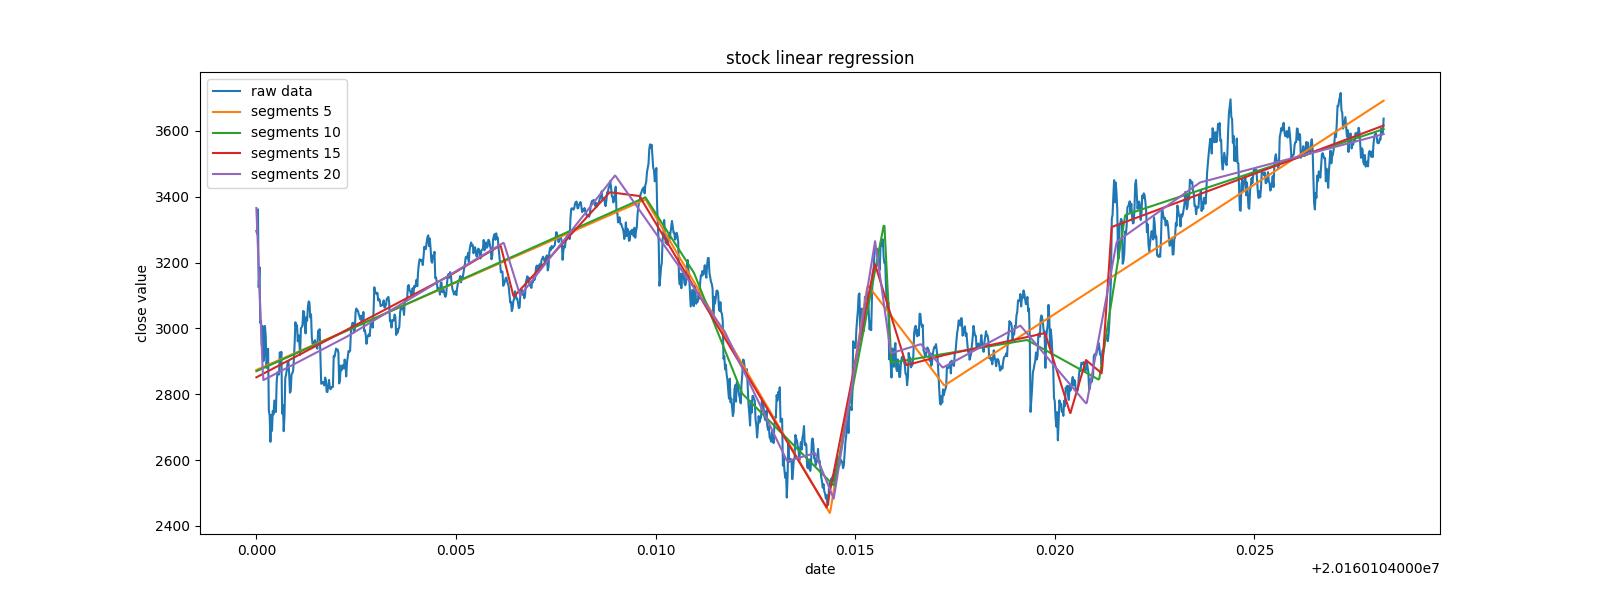 stock linear regression
raw data
segments 5
segments 10
segments 15
segments 20
close value
3600
3400
3200
3000
2800
2600
2400
0.000 0.005 0.010 0.015 0.020 0.025
date
+2.0160104000e7